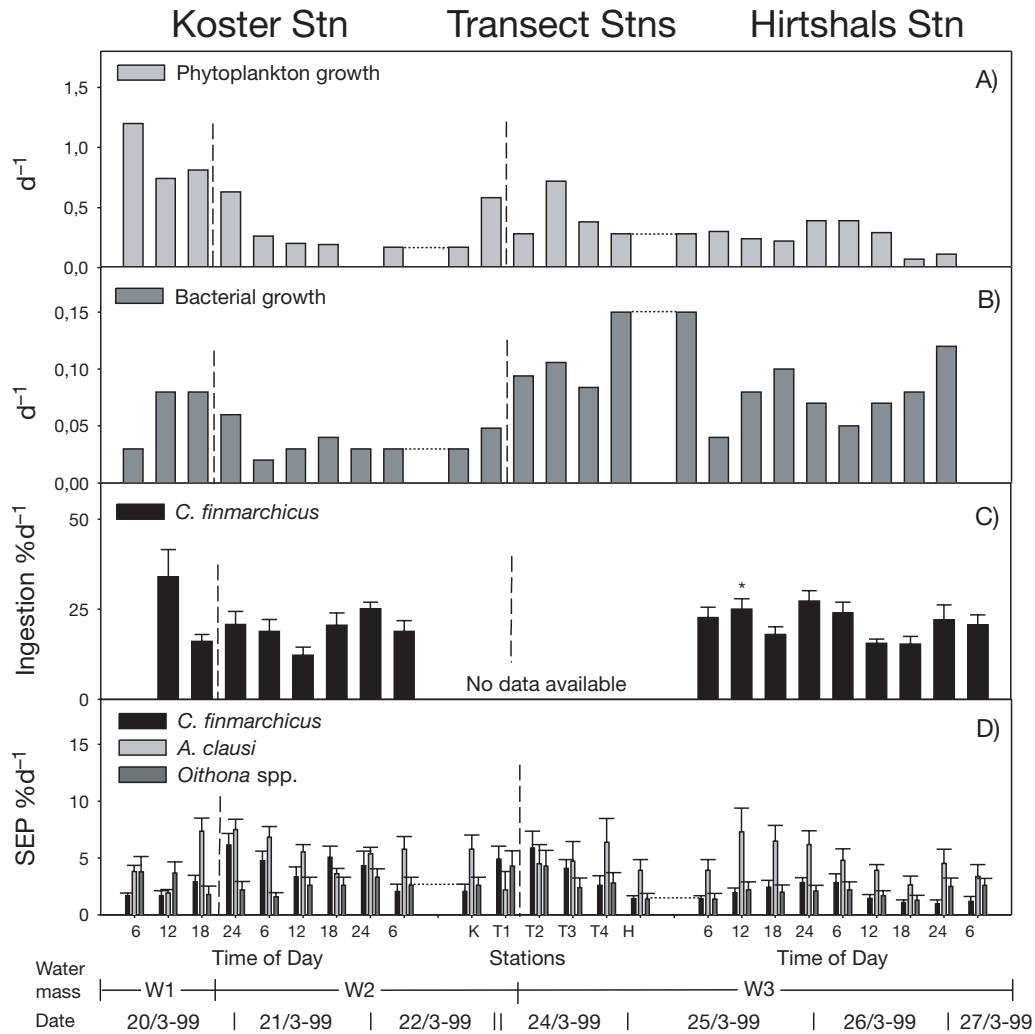 Koster Stn Transect Stns Hirtshals Stn
Phytoplankton growth A)
1,5
1,0
0,5
0,0
d⁻¹
Bacterial growth B)
0,15
0,10
0,05
0,00
d⁻¹
C. finmarchicus C)
50
25
0
Ingestion %d⁻¹
*
No data available
C. finmarchicus D)
A. clausi
Oithona spp.
15
10
5
0
SEP %d⁻¹
6 12 18 24 6 12 18 24 6 K T1 T2 T3 T4 H 6 12 18 24 6 12 18 24 6
Time of Day Stations Time of Day
Water mass W1 W2 W3
Date 20/3-99 21/3-99 22/3-99 24/3-99 25/3-99 26/3-99 27/3-99